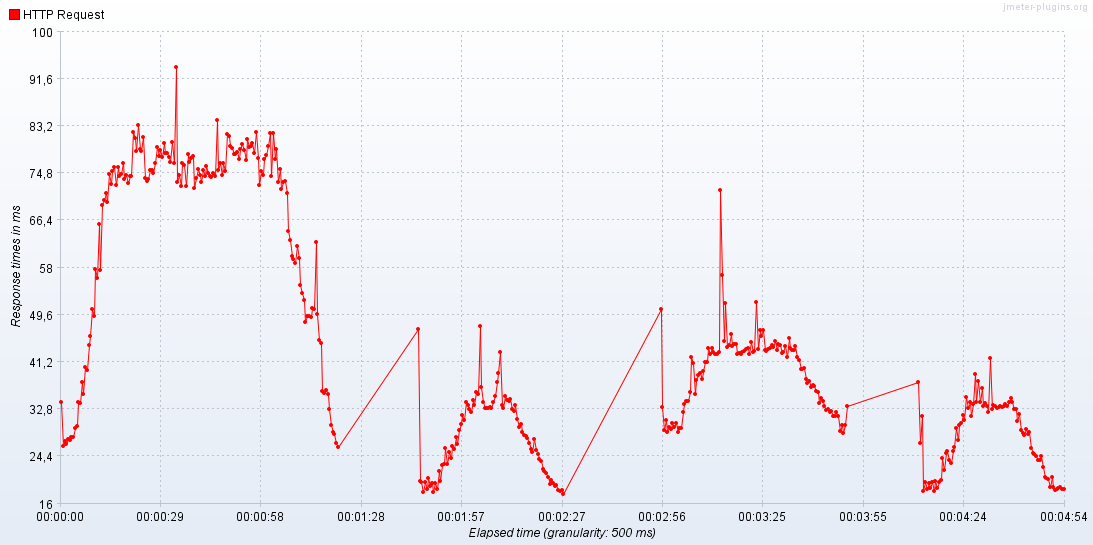 jmeter-plugins.org
HTTP Request
100
91,6
83,2
74,8
66,4
58
49,6
41,2
32,8
24,4
16
Response times in ms
00:00:00 00:00:29 00:00:58 00:01:28 00:01:57 00:02:27 00:02:56 00:03:25 00:03:55 00:04:24 00:04:54
Elapsed time (granularity: 500 ms)